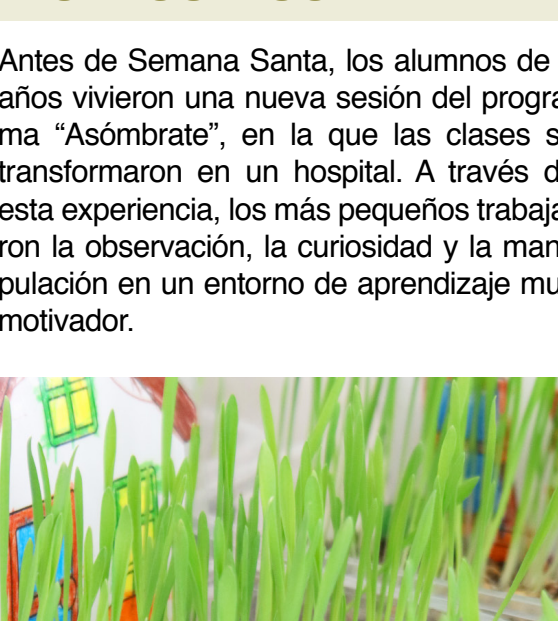 Antes de Semana Santa, los alumnos de
años vivieron una nueva sesión del progra
ma “Asómbrate”, en la que las clases s
transformaron en un hospital. A través d
esta experiencia, los más pequeños trabaja
ron la observación, la curiosidad y la man
pulación en un entorno de aprendizaje mu
motivador.